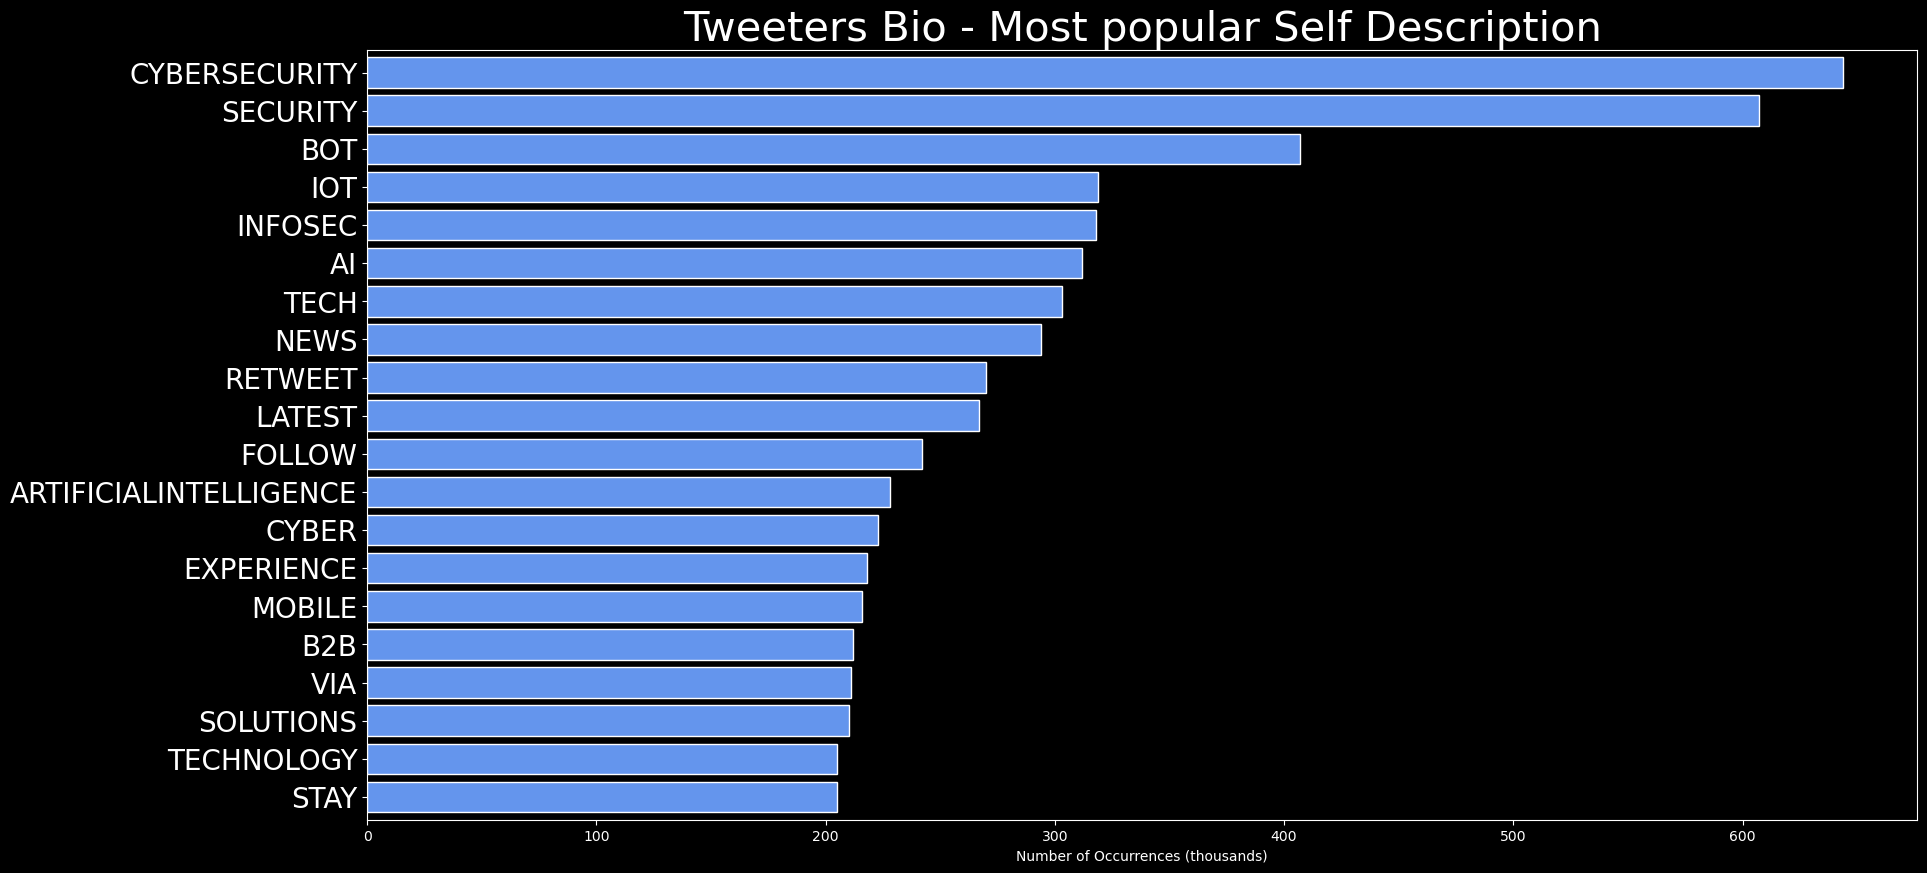 Tweeters Bio - Most popular Self Description
CYBERSECURITY
SECURITY
BOT
IOT
INFOSEC
AI
TECH
NEWS
RETWEET
LATEST
FOLLOW
ARTIFICIALINTELLIGENCE
CYBER
EXPERIENCE
MOBILE
B2B
VIA
SOLUTIONS
TECHNOLOGY
STAY
0 100 200 300 400 500 600
Number of Occurrences (thousands)